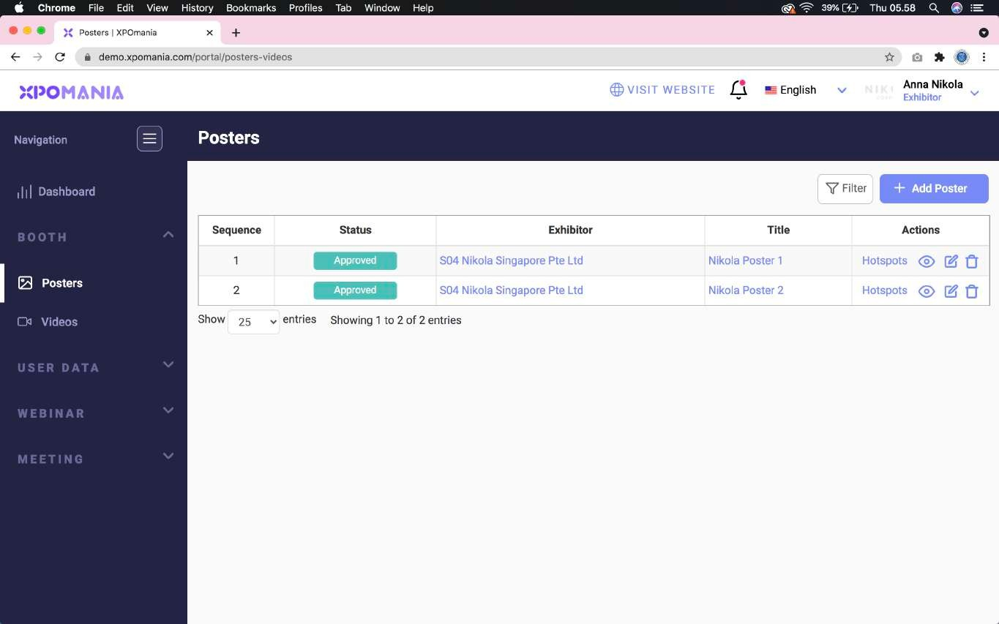 Chrome File Edit View History Bookmarks Profiles Tab Window Help 39% Thu 05.58
Posters | XPOmania
demo.xpomania.com/portal/posters-videos
XPOMANIA
VISIT WEBSITE
English
NIK
Anna Nikola
Exhibitor
Navigation
Posters
Dashboard
BOOTH
Posters
Videos
USER DATA
WEBINAR
MEETING
Filter
+ Add Poster
Sequence Status Exhibitor Title Actions
1 Approved S04 Nikola Singapore Pte Ltd Nikola Poster 1 Hotspots
2 Approved S04 Nikola Singapore Pte Ltd Nikola Poster 2 Hotspots
Show 25 entries Showing 1 to 2 of 2 entries